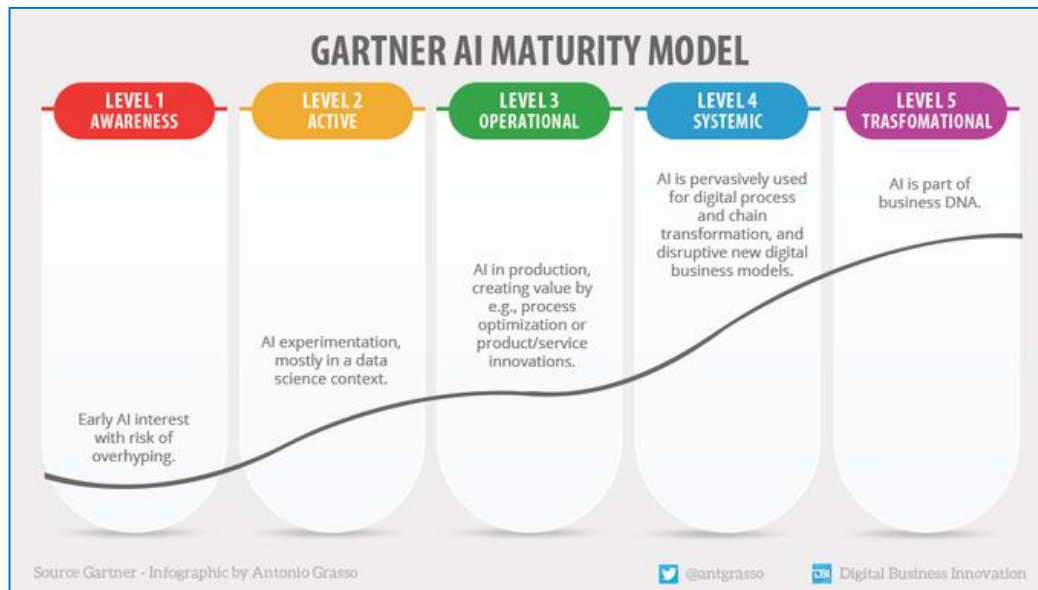 GARTNER AI MATURITY MODEL
LEVEL 1
AWARENESS
Early AI interest
with risk of
overhyping.
LEVEL 2
ACTIVE
AI experimentation,
mostly in a data
science context.
LEVEL 3
OPERATIONAL
AI in production,
creating value by
e.g., process
optimization or
product/service
innovations.
LEVEL 4
SYSTEMIC
AI is pervasively used
for digital process
and chain
transformation, and
disruptive new digital
business models.
LEVEL 5
TRASFOMATIONAL
AI is part of
business DNA.
Source Gartner - Infographic by Antonio Grasso
@antgrasso
DBI Digital Business Innovation